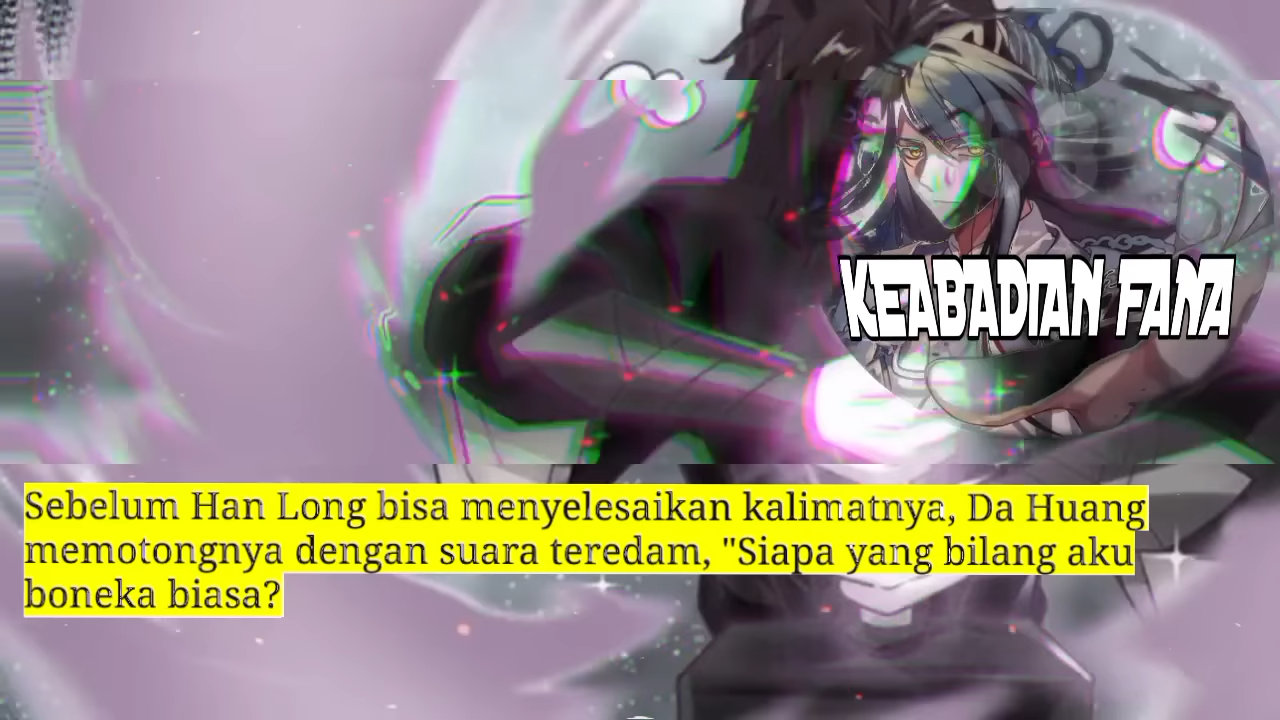 KEABADIAN FANA
Sebelum Han Long bisa menyelesaikan kalimatnya, Da Huang
memotongnya dengan suara teredam, "Siapa yang bilang aku
boneka biasa?